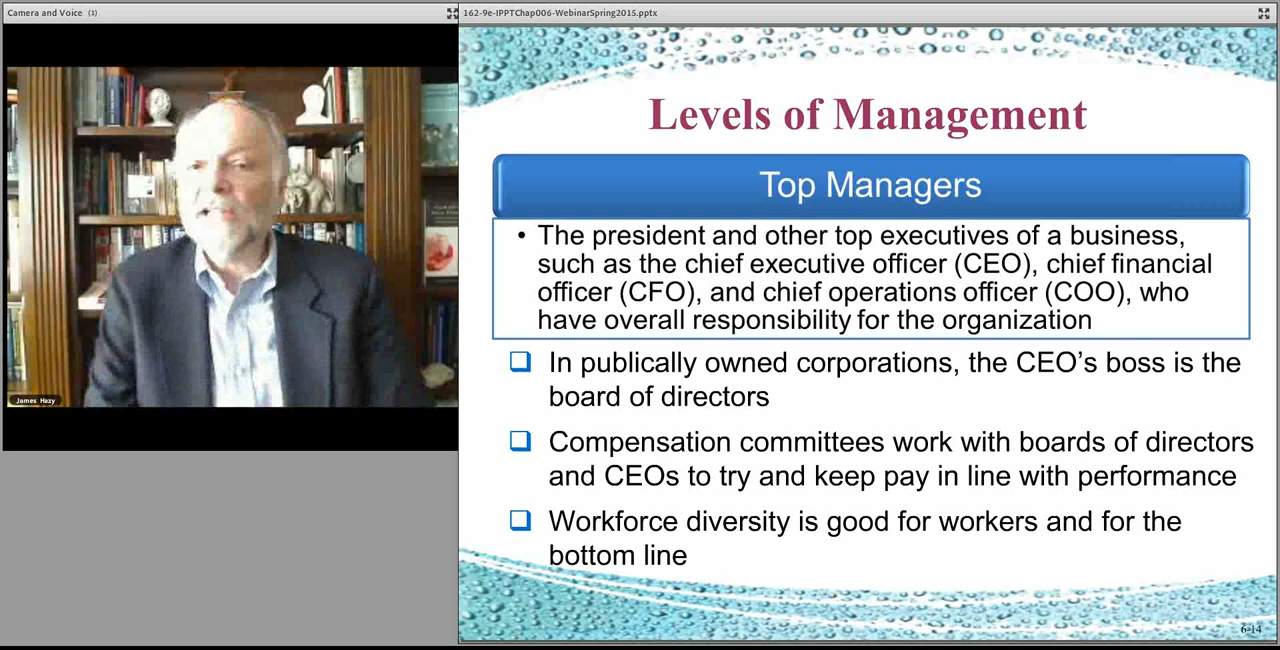 Camera and Voice (1)
162-9e-IPPTChap006-WebinarSpring2015.pptx
James Hazy
Levels of Management
Top Managers
• The president and other top executives of a business,
such as the chief executive officer (CEO), chief financial
officer (CFO), and chief operations officer (COO), who
have overall responsibility for the organization
In publically owned corporations, the CEO's boss is the
board of directors
Compensation committees work with boards of directors
and CEOs to try and keep pay in line with performance
Workforce diversity is good for workers and for the
bottom line
6-14